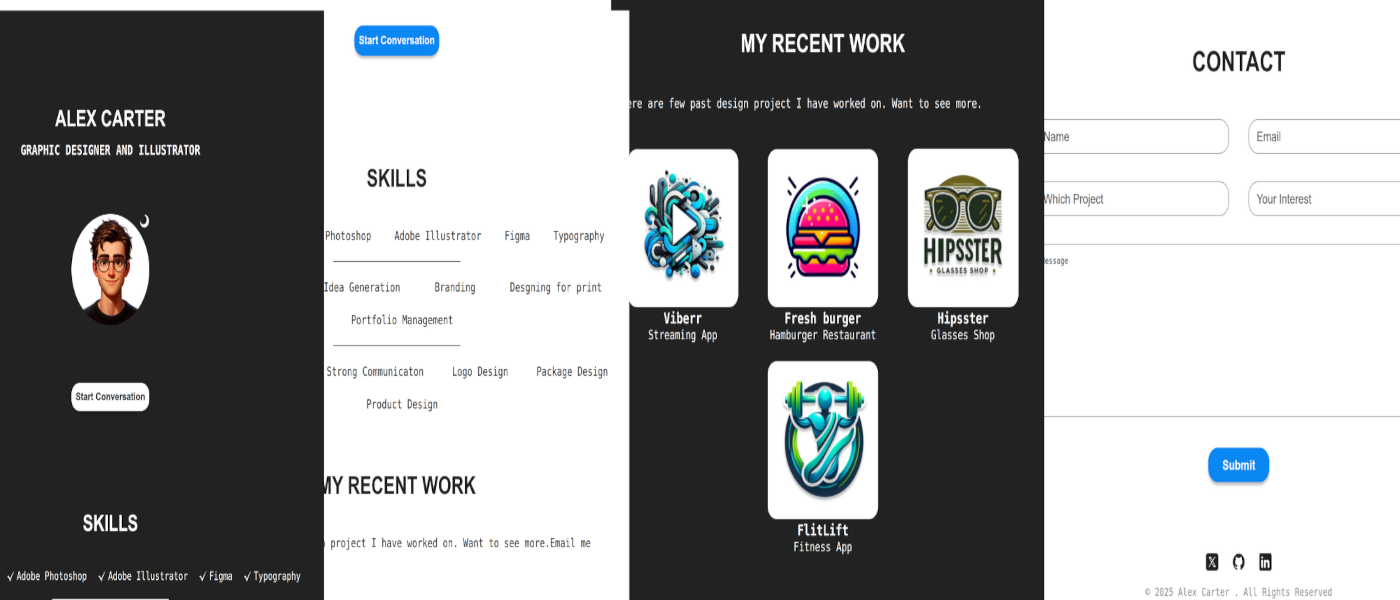 ALEX CARTER
GRAPHIC DESIGNER AND ILLUSTRATOR
Start Conversation
SKILLS
✓ Adobe Photoshop ✓ Adobe Illustrator ✓ Figma ✓ Typography
Start Conversation
SKILLS
Photoshop Adobe Illustrator Figma Typography
Idea Generation Branding Desgning for print
Portfolio Management
Strong Communicaton Logo Design Package Design
Product Design
MY RECENT WORK
project I have worked on. Want to see more.Email me
MY RECENT WORK
ere are few past design project I have worked on. Want to see more.
HIPSSTER
GLASSES SHOP
Viberr
Streaming App
Fresh burger
Hamburger Restaurant
Hipsster
Glasses Shop
FlitLift
Fitness App
CONTACT
Name Email
Which Project Your Interest
essage
Submit
X in
© 2025 Alex Carter . All Rights Reserved